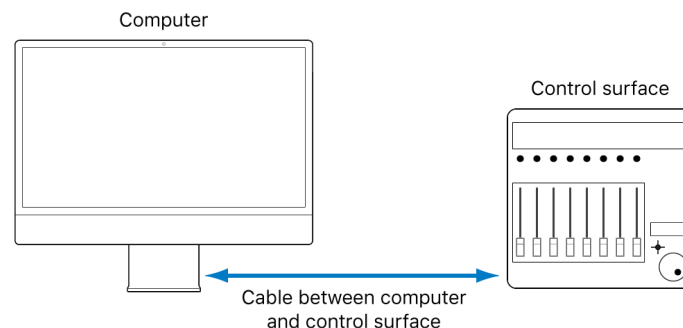 Computer
Control surface
Cable between computer
and control surface